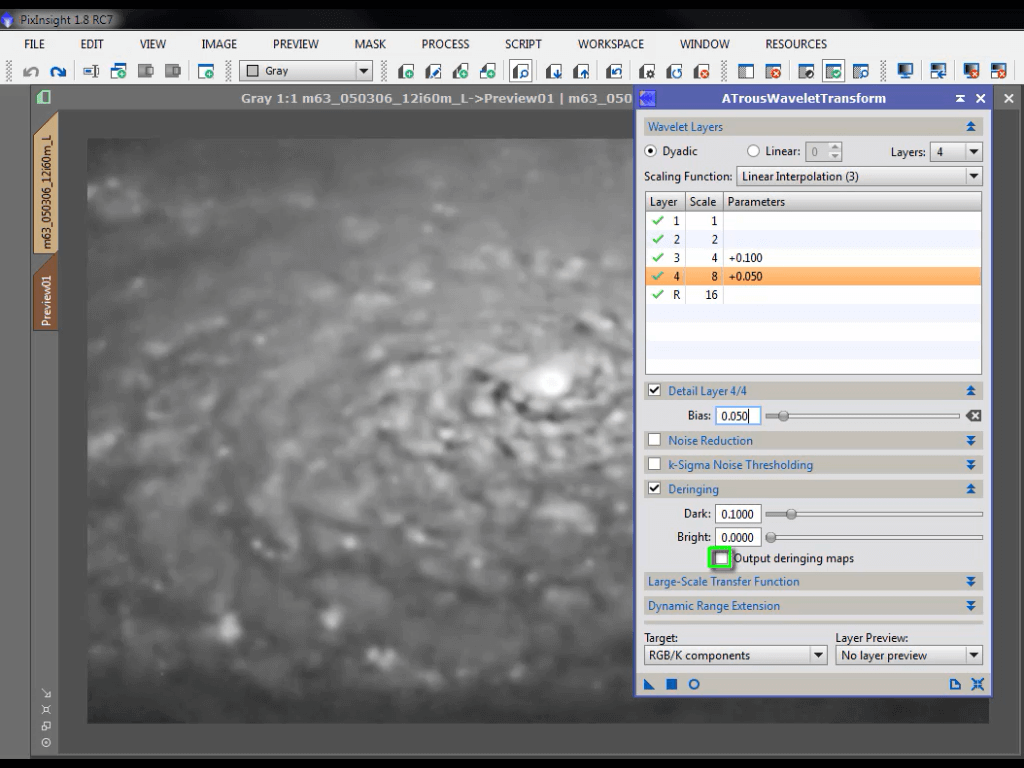 PixInsight 1.8 RC7
FILE EDIT VIEW IMAGE PREVIEW MASK PROCESS SCRIPT WORKSPACE WINDOW RESOURCES
Gray
Gray 1:1 m63_050306_12i60m_L->Preview01 | m63_050
m63_050306_12i60m_L
Preview01
ATrousWaveletTransform
Wavelet Layers
Dyadic Linear: 0 Layers: 4
Scaling Function: Linear Interpolation (3)
Layer Scale Parameters
1 1
2 2
3 4 +0.100
4 8 +0.050
R 16
Detail Layer 4/4
Bias: 0.050
Noise Reduction
k-Sigma Noise Thresholding
Deringing
Dark: 0.1000
Bright: 0.0000
Output deringing maps
Large-Scale Transfer Function
Dynamic Range Extension
Target: Layer Preview:
RGB/K components No layer preview